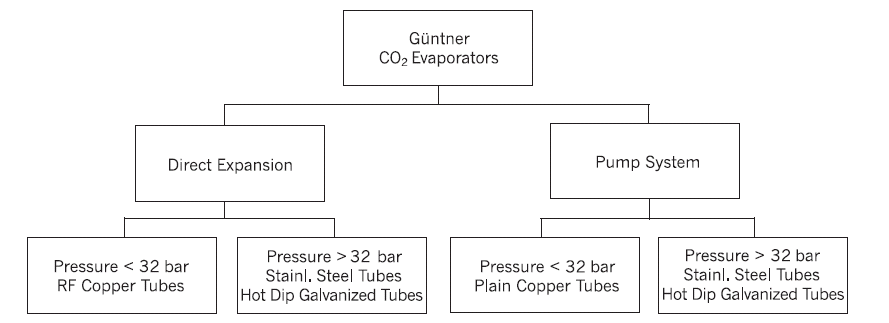 Güntner
CO₂ Evaporators
Direct Expansion
Pump System
Pressure < 32 bar
RF Copper Tubes
Pressure > 32 bar
Stainl. Steel Tubes
Hot Dip Galvanized Tubes
Pressure < 32 bar
Plain Copper Tubes
Pressure > 32 bar
Stainl. Steel Tubes
Hot Dip Galvanized Tubes